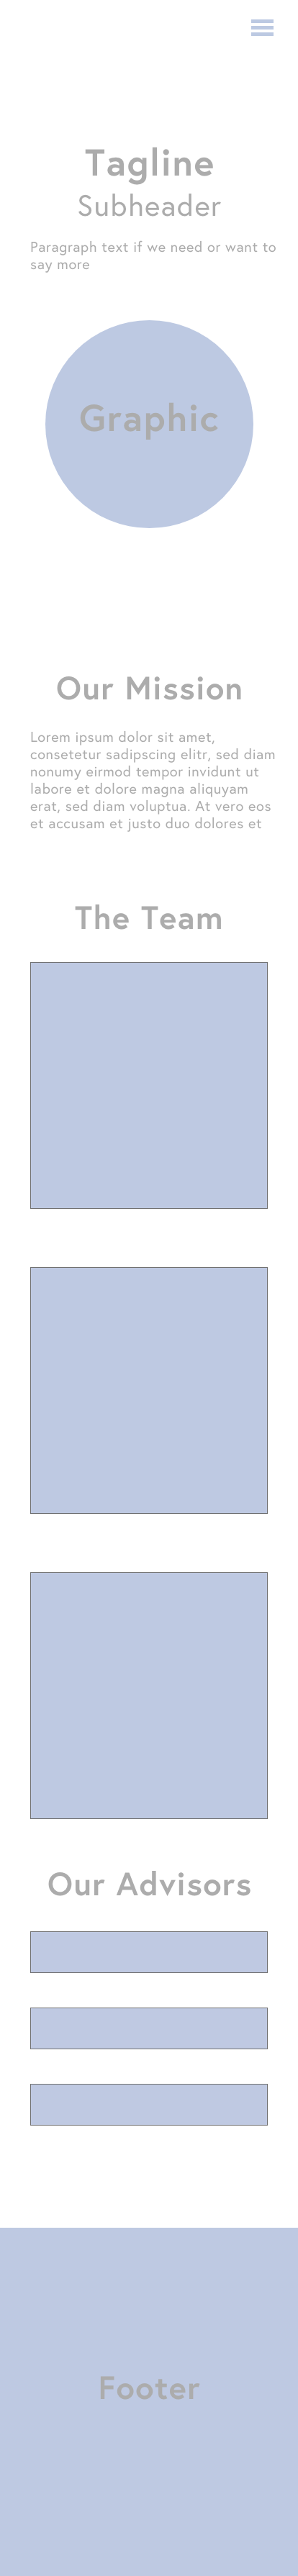 Tagline
Subheader
Paragraph text if we need or want to
say more
Graphic
Our Mission
Lorem ipsum dolor sit amet,
consetetur sadipscing elitr, sed diam
nonumy eirmod tempor invidunt ut
labore et dolore magna aliquyam
erat, sed diam voluptua. At vero eos
et accusam et justo duo dolores et
The Team
Our Advisors
Footer